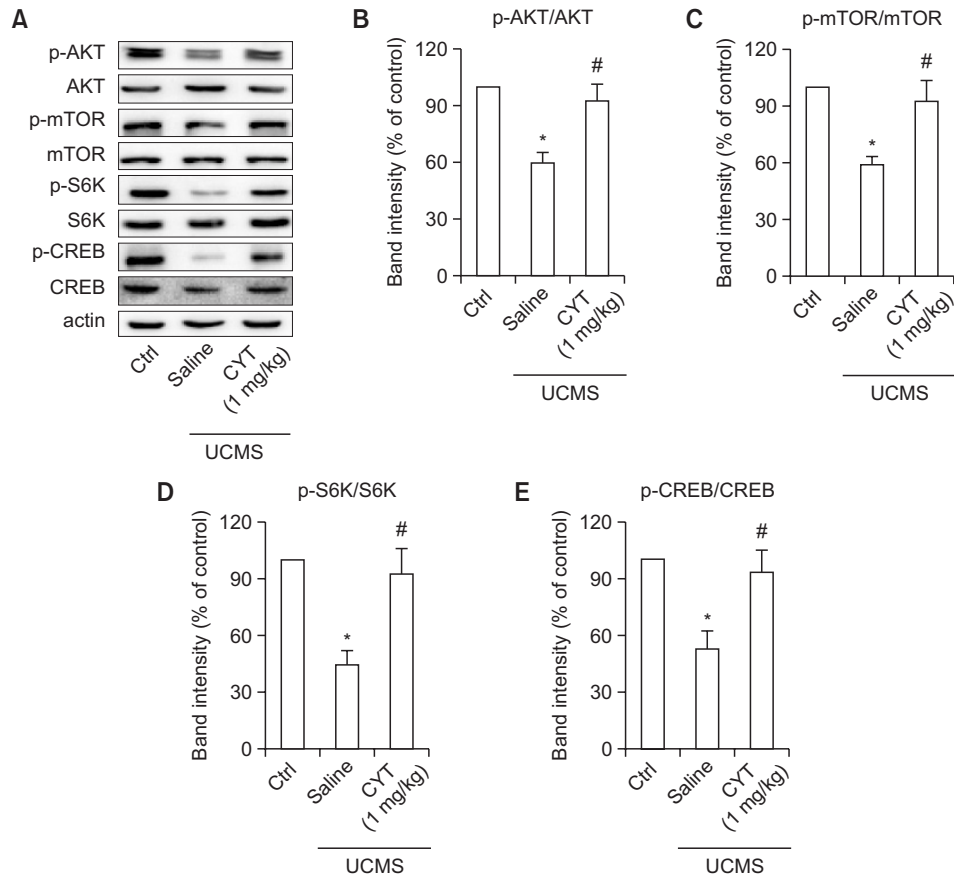 A
p-AKT
AKT
p-mTOR
mTOR
p-S6K
S6K
p-CREB
CREB
actin
Ctrl
Saline
CYT
(1 mg/kg)
UCMS
B
p-AKT/AKT
Band intensity (% of control)
120
90
60
30
0
*
#
Ctrl
Saline
CYT
(1 mg/kg)
UCMS
C
p-mTOR/mTOR
Band intensity (% of control)
120
90
60
30
0
*
#
Ctrl
Saline
CYT
(1 mg/kg)
UCMS
D
p-S6K/S6K
Band intensity (% of control)
120
90
60
30
0
*
#
Ctrl
Saline
CYT
(1 mg/kg)
UCMS
E
p-CREB/CREB
Band intensity (% of control)
120
90
60
30
0
*
#
Ctrl
Saline
CYT
(1 mg/kg)
UCMS